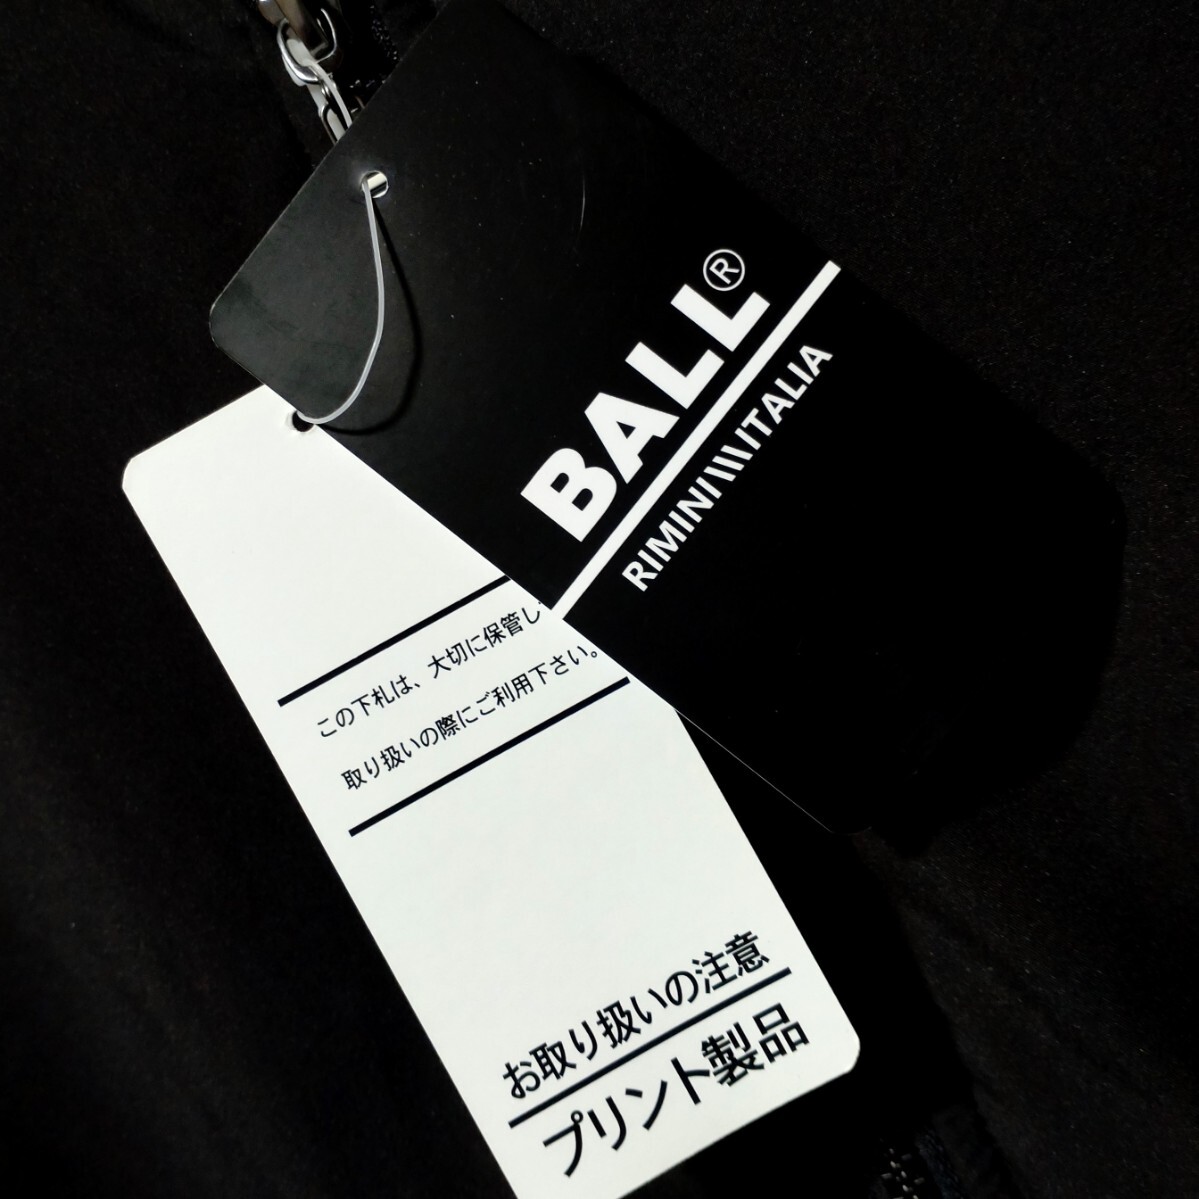 BALL®
RIMINI\\\\ITALIA
この下札は、大切に保管し
取り扱いの際にご利用下さい。
お取り扱いの注意
プリント製品